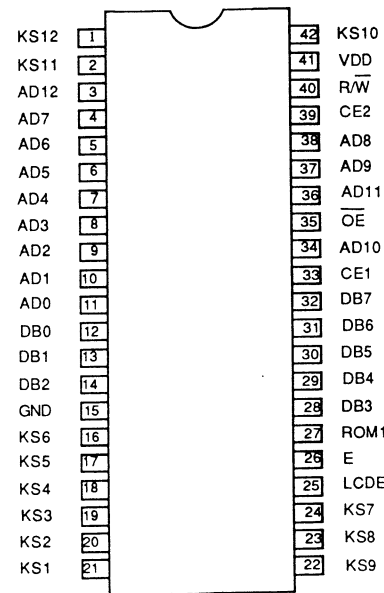 KS12 1 42 KS10
KS11 2 41 VDD
AD12 3 40 R/W̅
AD7 4 39 CE2
AD6 5 38 AD8
AD5 6 37 AD9
AD4 7 36 AD11
AD3 8 35 O̅E̅
AD2 9 34 AD10
AD1 10 33 CE1
AD0 11 32 DB7
DB0 12 31 DB6
DB1 13 30 DB5
DB2 14 29 DB4
GND 15 28 DB3
KS6 16 27 ROM1
KS5 17 26 E
KS4 18 25 LCDE
KS3 19 24 KS7
KS2 20 23 KS8
KS1 21 22 KS9